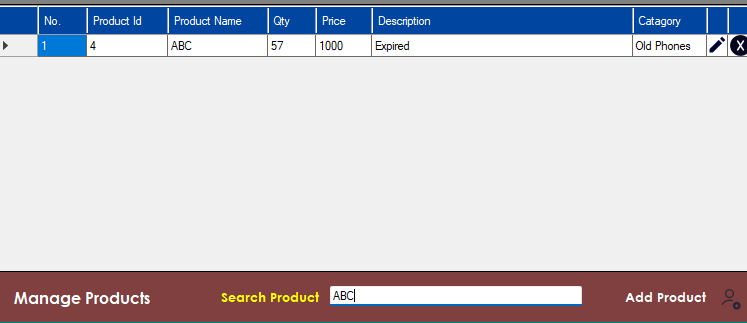 No. Product Id Product Name Qty Price Description Catagory
1 4 ABC 57 1000 Expired Old Phones X
Manage Products Search Product ABC Add Product